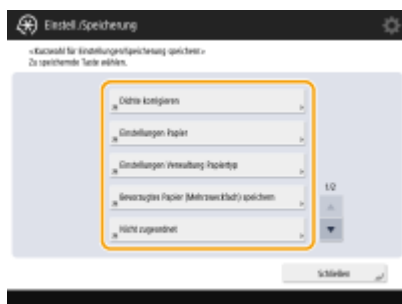 Einstell./Speicherung
<Kurzwahl für Einstellungen/Speicherung speichern>
Zu speichernde Taste wählen.
Dichte korrigieren
Einstellungen Papier
Einstellungen Verwaltung Papiertyp
Bevorzugtes Papier (Mehrzweckfach) speichern
1/2
Nicht zugeordnet
Schließen